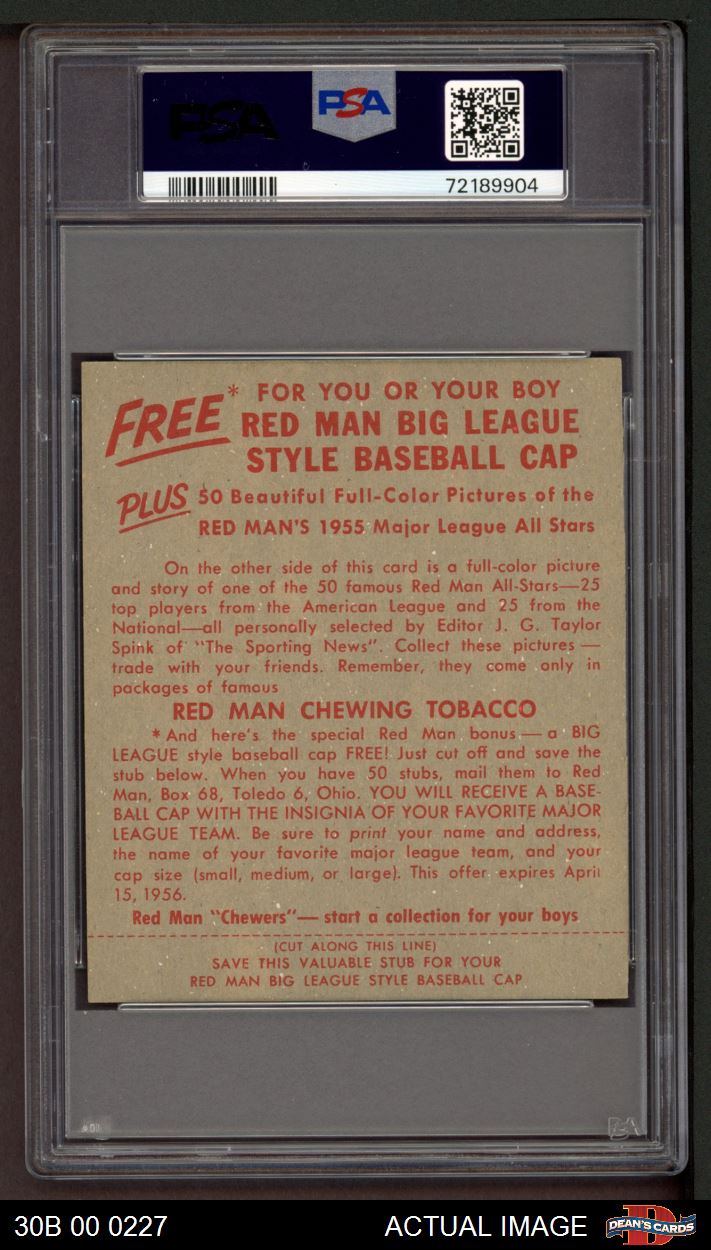 PSA
PSA
72189904
FREE* FOR YOU OR YOUR BOY
RED MAN BIG LEAGUE
STYLE BASEBALL CAP
PLUS 50 Beautiful Full-Color Pictures of the
RED MAN'S 1955 Major League All Stars
On the other side of this card is a full-color picture
and story of one of the 50 famous Red Man All-Stars—25
top players from the American League and 25 from the
National—all personally selected by Editor J. G. Taylor
Spink of "The Sporting News". Collect these pictures —
trade with your friends. Remember, they come only in
packages of famous
RED MAN CHEWING TOBACCO
*And here's the special Red Man bonus — a BIG
LEAGUE style baseball cap FREE! Just cut off and save the
stub below. When you have 50 stubs, mail them to Red
Man, Box 68, Toledo 6, Ohio. YOU WILL RECEIVE A BASE-
BALL CAP WITH THE INSIGNIA OF YOUR FAVORITE MAJOR
LEAGUE TEAM. Be sure to print your name and address,
the name of your favorite major league team, and your
cap size (small, medium, or large). This offer expires April
15, 1956.
Red Man "Chewers"— start a collection for your boys
(CUT ALONG THIS LINE)
SAVE THIS VALUABLE STUB FOR YOUR
RED MAN BIG LEAGUE STYLE BASEBALL CAP
PSA
30B 00 0227
ACTUAL IMAGE
DEAN'S CARDS